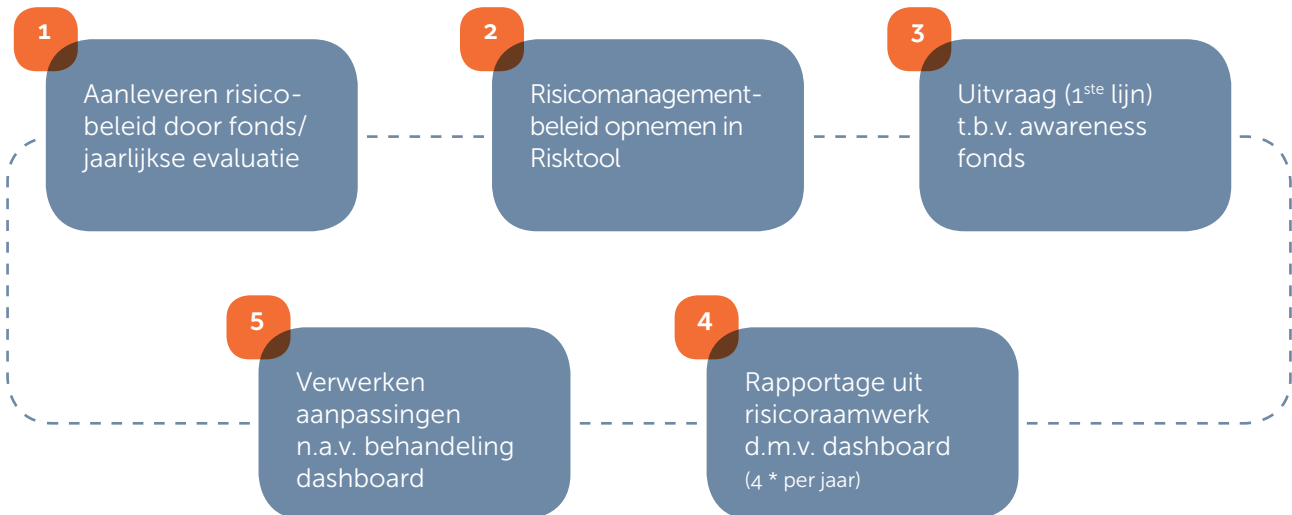 1
Aanleveren risico-
beleid door fonds/
jaarlijkse evaluatie
2
Risicomanagement-
beleid opnemen in
Risktool
3
Uitvraag (1ste lijn)
t.b.v. awareness
fonds
4
Rapportage uit
risicoraamwerk
d.m.v. dashboard
(4 * per jaar)
5
Verwerken
aanpassingen
n.a.v. behandeling
dashboard